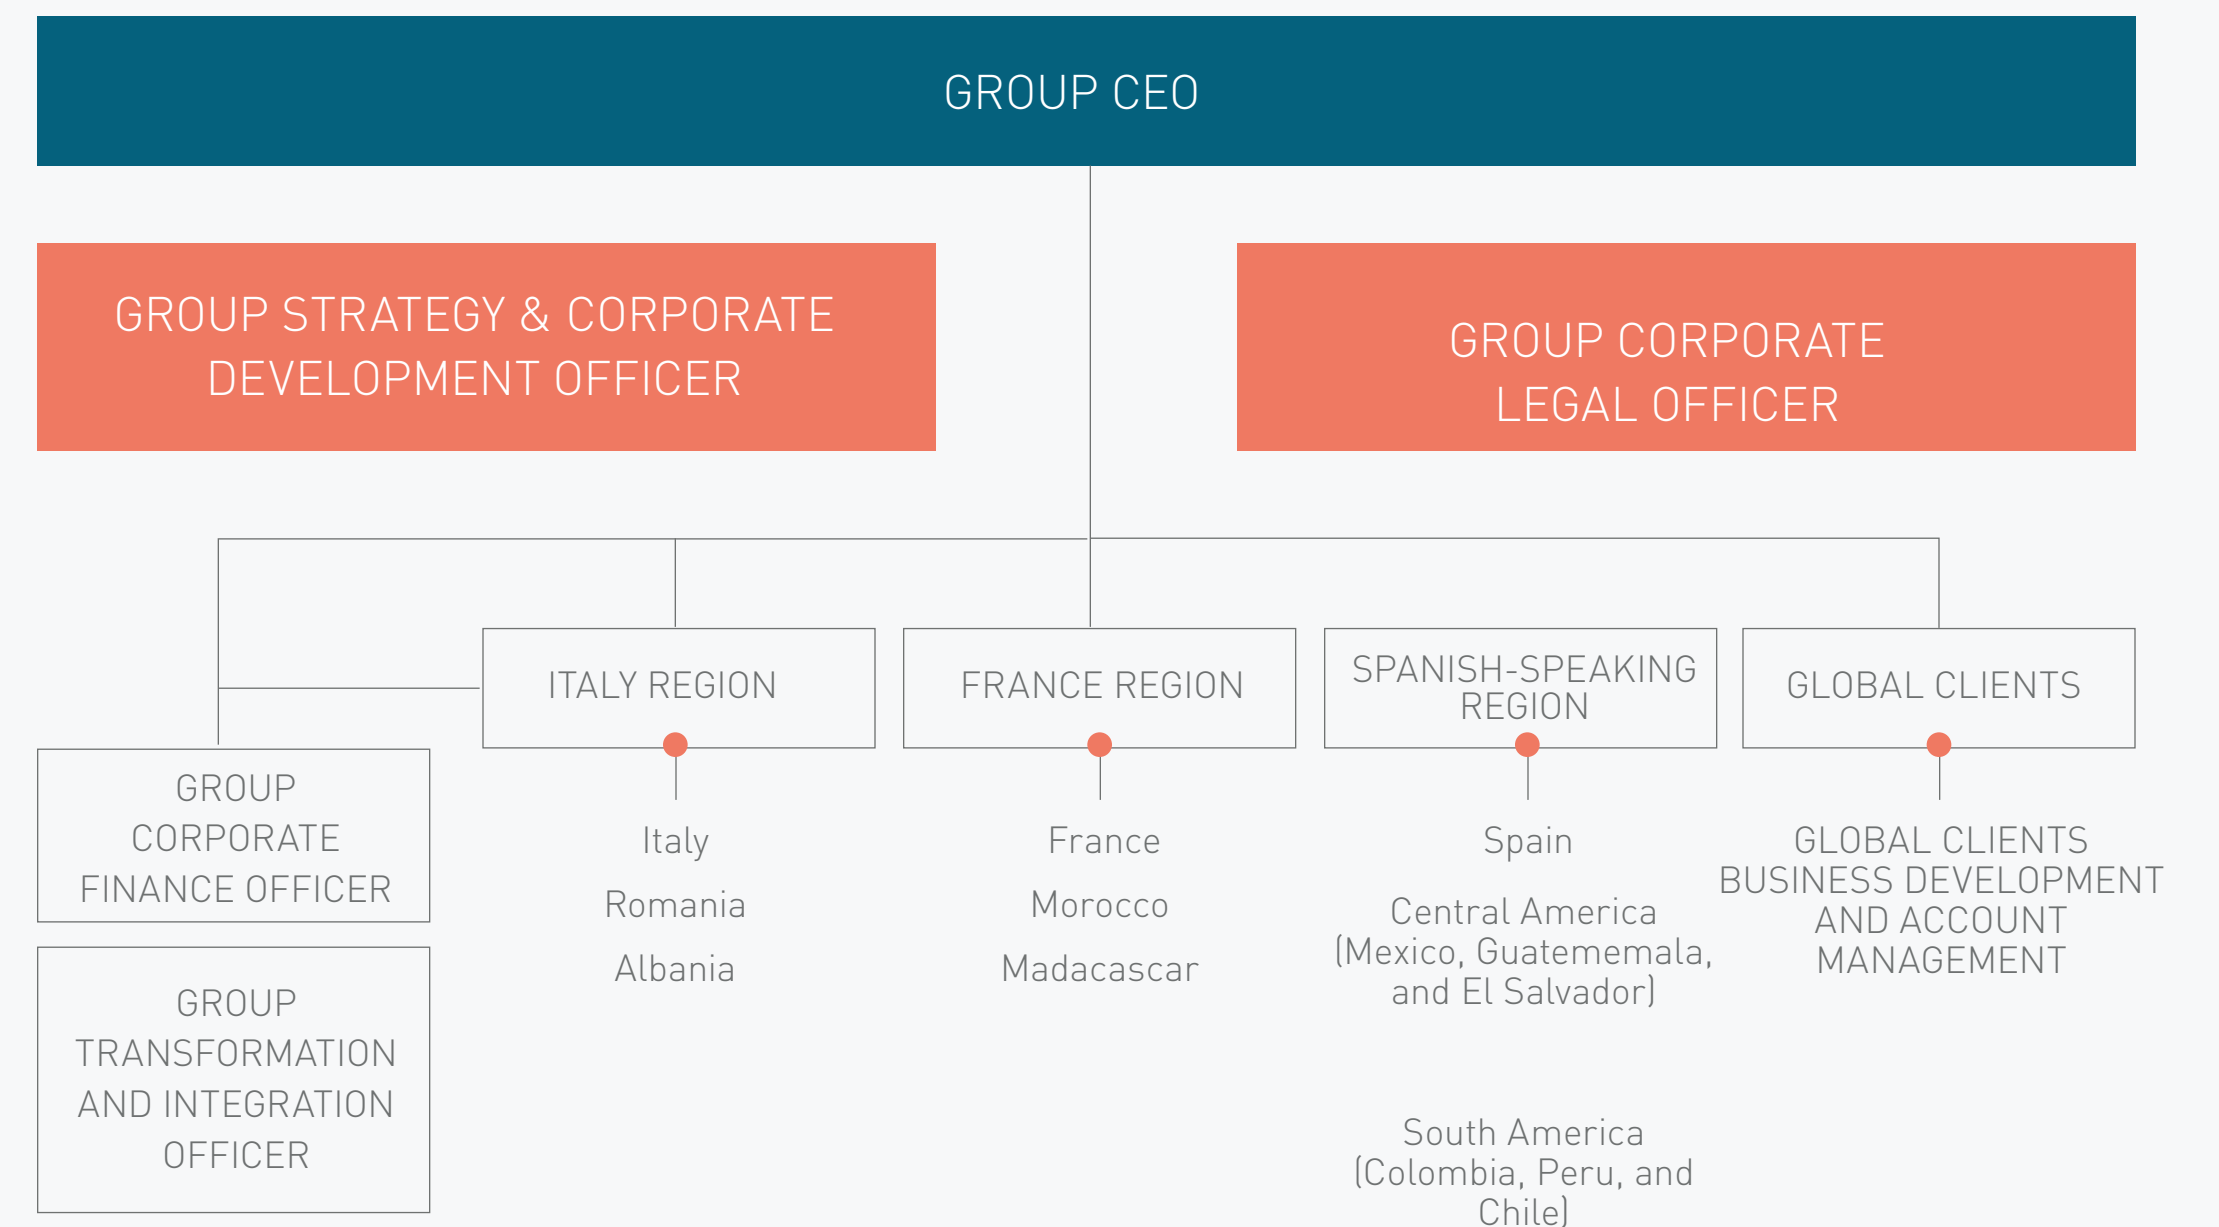 GROUP CEO
GROUP STRATEGY & CORPORATE
DEVELOPMENT OFFICER
GROUP CORPORATE
LEGAL OFFICER
ITALY REGION
FRANCE REGION
SPANISH-SPEAKING
REGION
GLOBAL CLIENTS
GROUP
CORPORATE
FINANCE OFFICER
GROUP
TRANSFORMATION
AND INTEGRATION
OFFICER
Italy
Romania
Albania
France
Morocco
Madacascar
Spain
Central America
(Mexico, Guatememala,
and El Salvador)
South America
(Colombia, Peru, and
Chile)
GLOBAL CLIENTS
BUSINESS DEVELOPMENT
AND ACCOUNT
MANAGEMENT